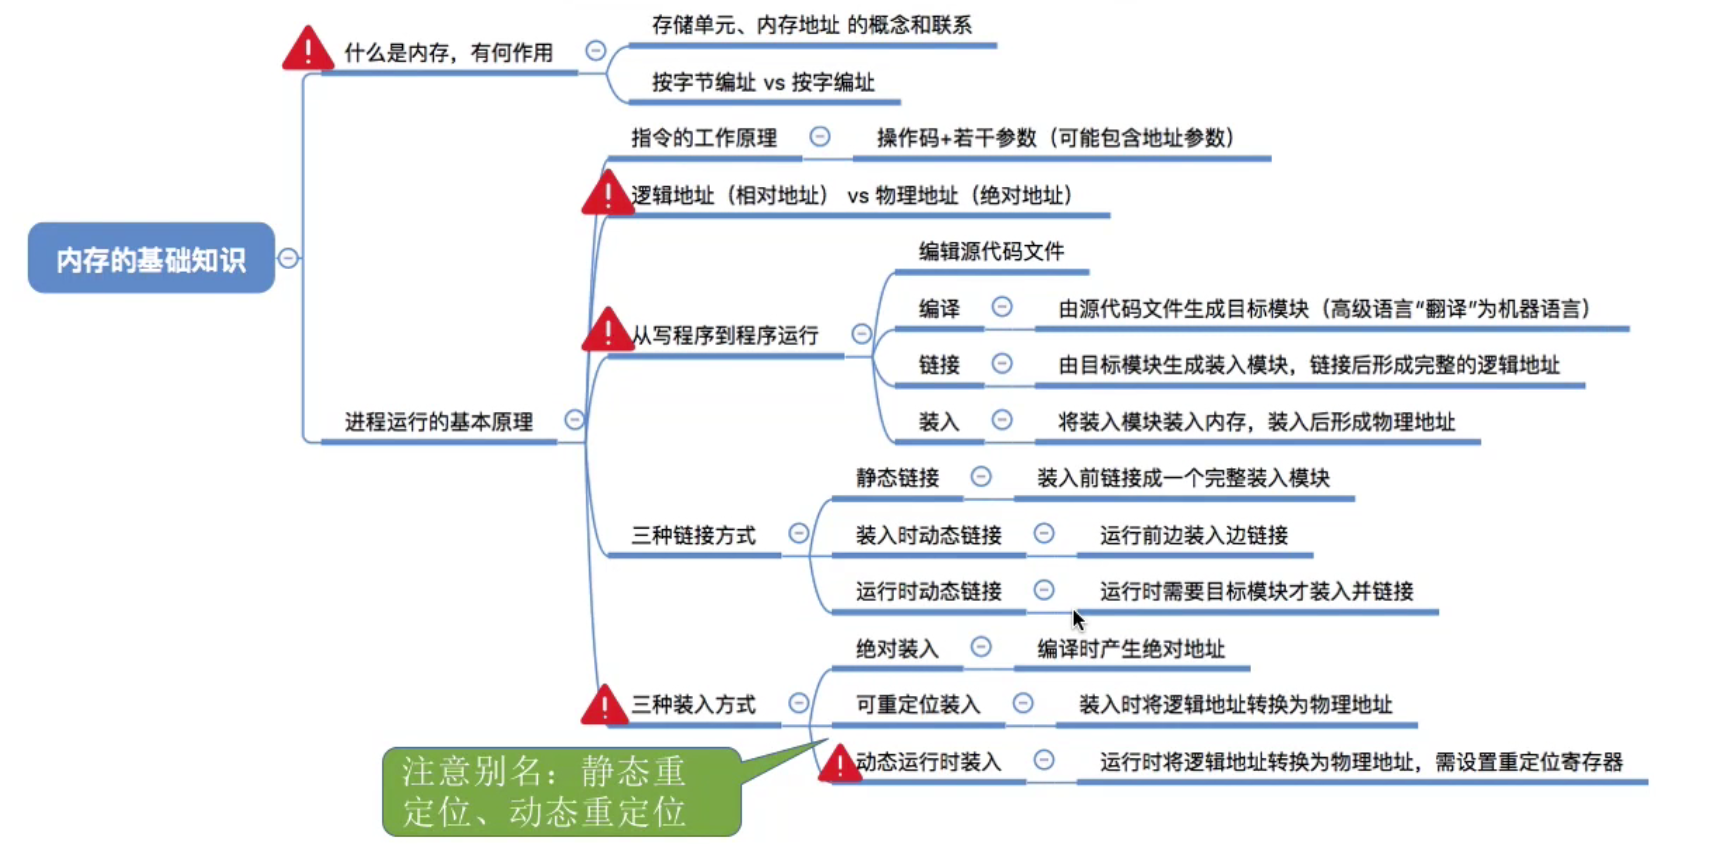 存储单元、内存地址 的概念和联系
什么是内存，有何作用
按字节编址 vs 按字编址
指令的工作原理
操作码+若干参数（可能包含地址参数）
逻辑地址（相对地址） vs 物理地址（绝对地址）
内存的基础知识
编辑源代码文件
编译
由源代码文件生成目标模块（高级语言“翻译”为机器语言）
从写程序到程序运行
链接
由目标模块生成装入模块，链接后形成完整的逻辑地址
进程运行的基本原理
装入
将装入模块装入内存，装入后形成物理地址
静态链接
装入前链接成一个完整装入模块
三种链接方式
装入时动态链接
运行前边装入边链接
运行时动态链接
运行时需要目标模块才装入并链接
绝对装入
编译时产生绝对地址
三种装入方式
可重定位装入
装入时将逻辑地址转换为物理地址
动态运行时装入
运行时将逻辑地址转换为物理地址，需设置重定位寄存器
注意别名：静态重
定位、动态重定位